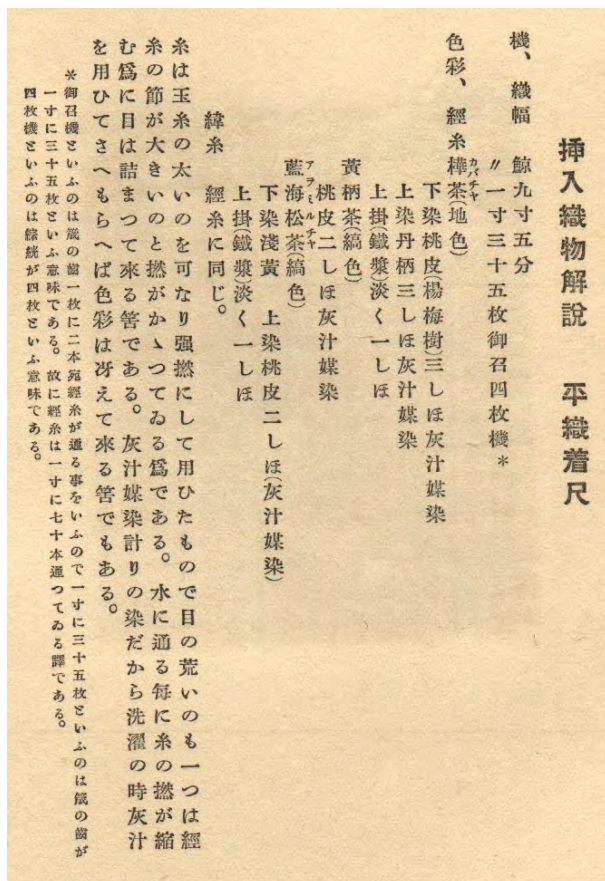 挿入織物解説　平織着尺
機、織幅　鯨九寸五分
〃一寸三十五枚御召四枚機＊
色彩、經糸樺茶(地色)
カバチヤ
下染桃皮(楊梅樹)三しほ灰汁媒染
上染丹柄三しほ灰汁媒染
上掛(鐵漿)淡く一しほ
黃柄茶(縞色)
桃皮二しほ灰汁媒染
藍海松茶(縞色)
アヲミルチヤ
下染淺黃　上染桃皮二しほ(灰汁媒染)
上掛(鐵漿)淡く一しほ
緯糸　經糸に同じ。
糸は玉糸の太いのを可なり强撚にして用ひたもので目の荒いのも一つは經
糸の節が大きいのと撚がかゝつてゐる爲である。水に通る每に糸の撚が縮
む爲に目は詰まつて來る筈である。灰汁媒染計りの染だから洗濯の時灰汁
を用ひてさへもらへば色彩は冴えて來る筈でもある。
＊御召機といふのは筬の齒一枚に二本宛經糸が通る事をいふので一寸に三十五枚といふのは筬の齒が
一寸に三十五枚といふ意味である。故に經糸は一寸に七十本通つてゐる譯である。
四枚機といふのは綜絖が四枚といふ意味である。